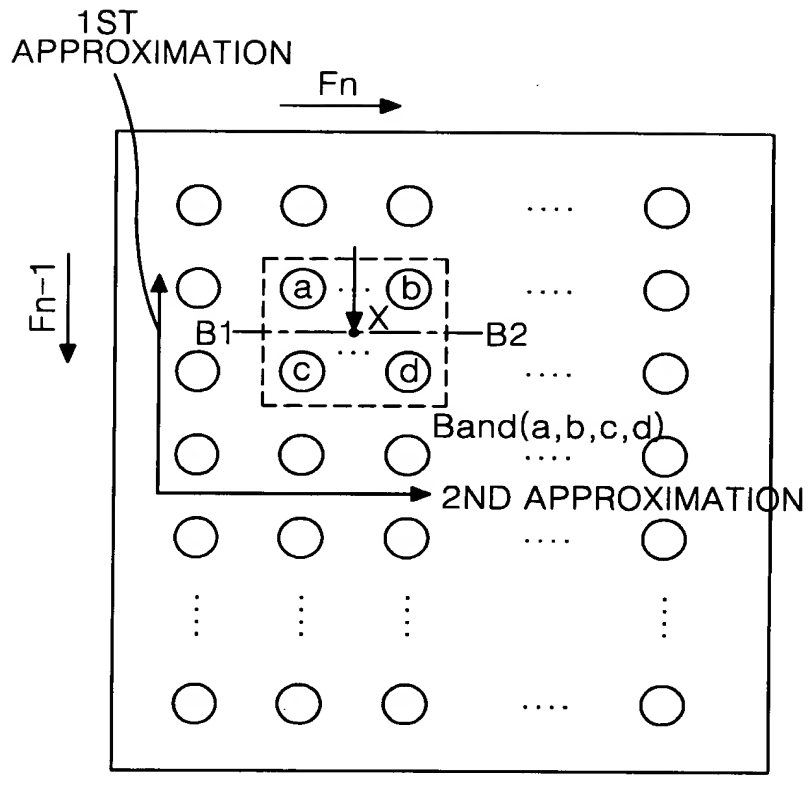 1ST
APPROXIMATION
Fn
Fn-1
a b
X
B1 B2
c d
Band(a,b,c,d)
2ND APPROXIMATION